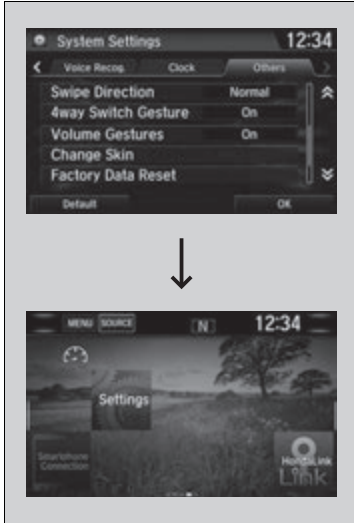 System Settings 12:34
Voice Recog. Clock Others
Swipe Direction Normal
4way Switch Gesture On
Volume Gestures On
Change Skin
Factory Data Reset
Default OK
MENU SOURCE N 12:34
Settings
Smartphone Connection HondaLink
Link